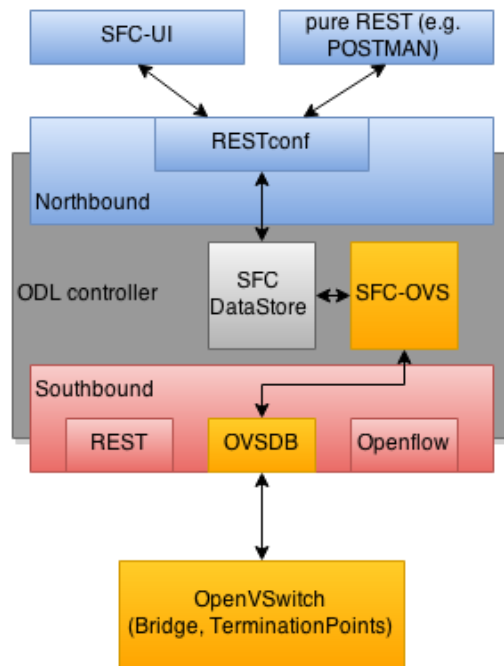 SFC-UI
pure REST (e.g.
POSTMAN)
RESTconf
Northbound
ODL controller
SFC
DataStore
SFC-OVS
Southbound
REST
OVSDB
Openflow
OpenVSwitch
(Bridge, TerminationPoints)